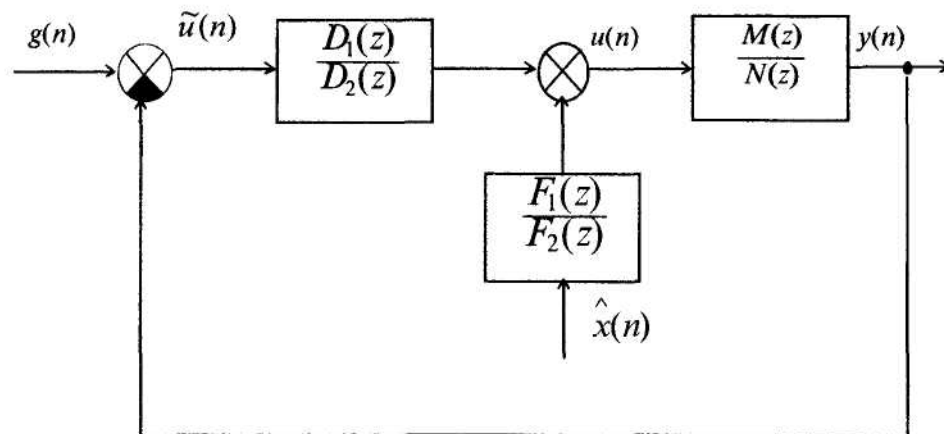 g(n)
ũ(n)
D₁(z)
D₂(z)
u(n)
M(z)
N(z)
y(n)
F₁(z)
F₂(z)
x̂(n)